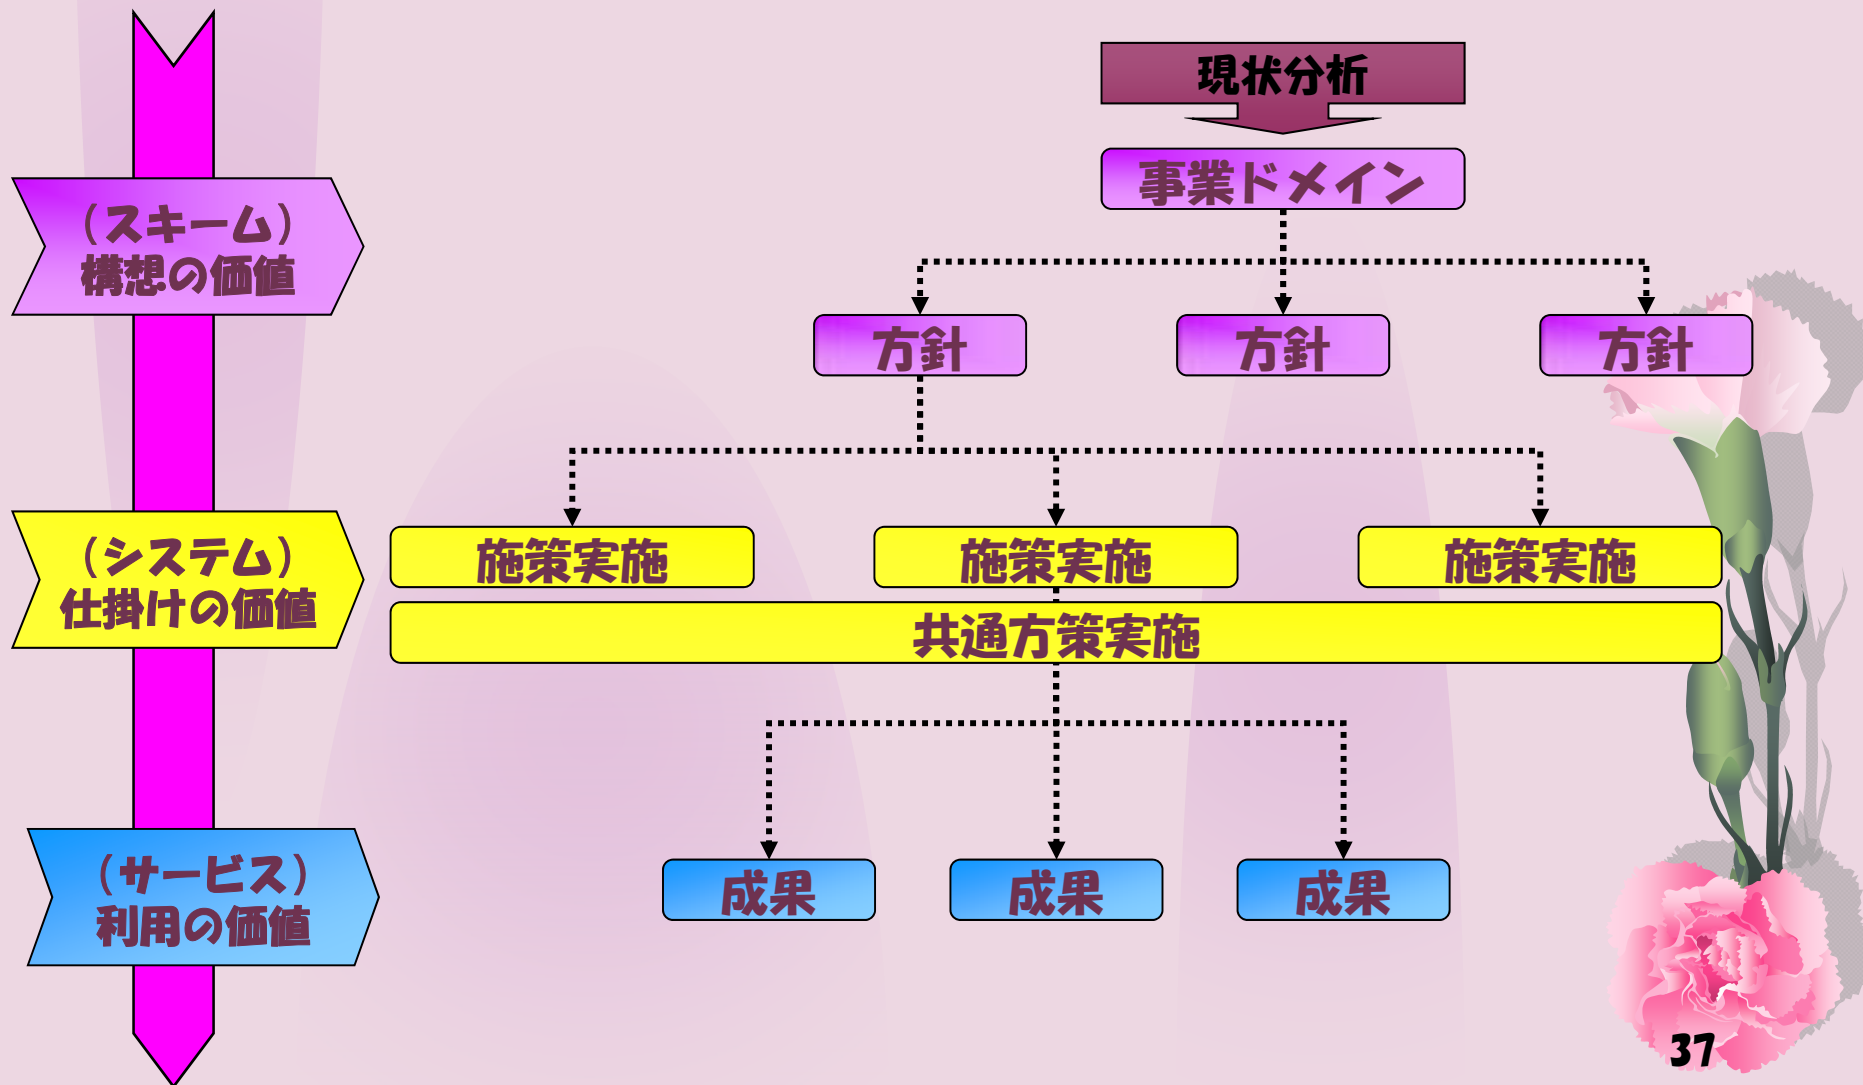 現状分析
事業ドメイン
(スキーム)
構想の価値
方針
方針
方針
(システム)
仕掛けの価値
施策実施
施策実施
施策実施
共通方策実施
(サービス)
利用の価値
成果
成果
成果
37